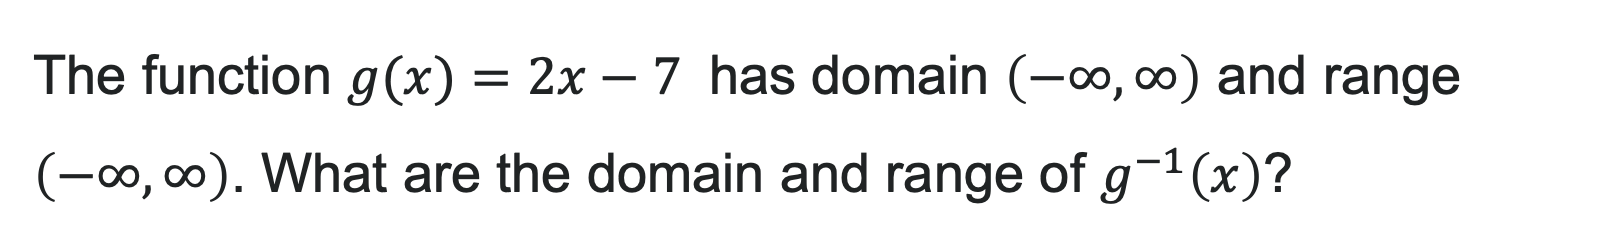 The function g(x) = 2x – 7 has domain (−∞, ∞) and range
(−∞, ∞). What are the domain and range of g⁻¹(x)?